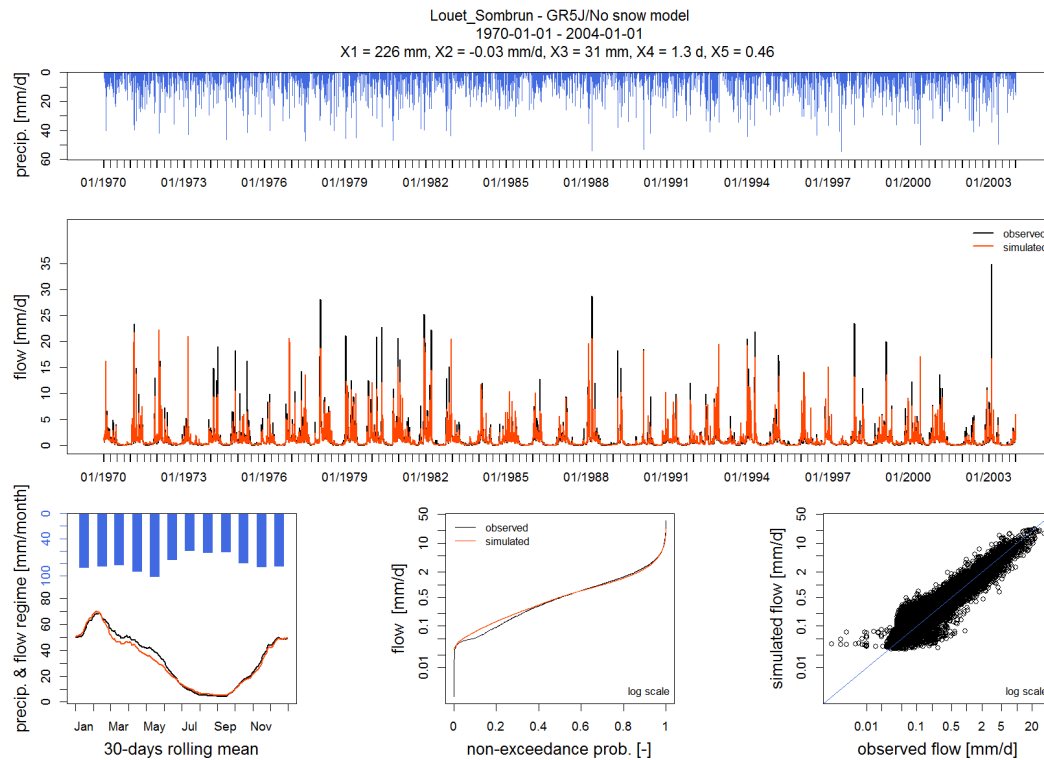 Louet_Sombrun - GR5J/No snow model
1970-01-01 - 2004-01-01
X1 = 226 mm, X2 = -0.03 mm/d, X3 = 31 mm, X4 = 1.3 d, X5 = 0.46
precip. [mm/d]
0
20
40
60
01/1970 01/1973 01/1976 01/1979 01/1982 01/1985 01/1988 01/1991 01/1994 01/1997 01/2000 01/2003
flow [mm/d]
35
30
25
20
15
10
5
0
observed
simulated
01/1970 01/1973 01/1976 01/1979 01/1982 01/1985 01/1988 01/1991 01/1994 01/1997 01/2000 01/2003
precip. & flow regime [mm/month]
0
40
100
80
60
40
20
0
Jan Mar May Jul Sep Nov
30-days rolling mean
flow [mm/d]
50
10
2
0.5
0.1
0.01
observed
simulated
log scale
0 0.2 0.4 0.6 0.8 1
non-exceedance prob. [-]
simulated flow [mm/d]
50
10
2
0.5
0.1
0.01
log scale
0.01 0.1 0.5 2 5 20
observed flow [mm/d]